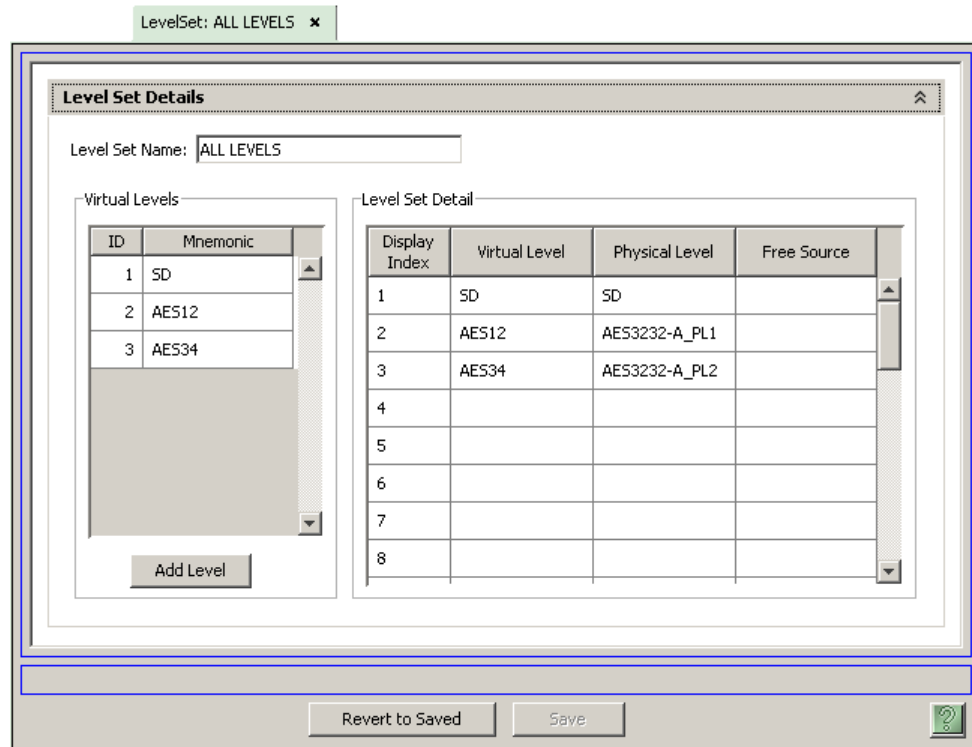 LevelSet: ALL LEVELS ×
Level Set Details
Level Set Name: ALL LEVELS
Virtual Levels
ID Mnemonic
1 SD
2 AES12
3 AES34
Add Level
Level Set Detail
Display Index Virtual Level Physical Level Free Source
1 SD SD
2 AES12 AES3232-A_PL1
3 AES34 AES3232-A_PL2
4
5
6
7
8
Revert to Saved Save ?